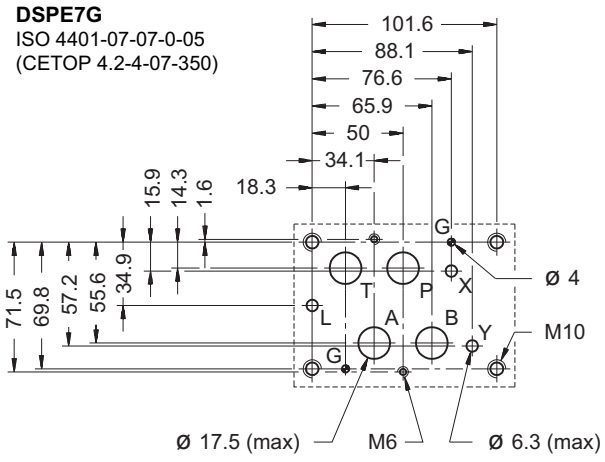 DSPE7G
ISO 4401-07-07-0-05
(CETOP 4.2-4-07-350)
101.6
88.1
76.6
65.9
50
34.1
18.3
15.9
14.3
1.6
G
Ø 4
71.5
69.8
57.2
55.6
34.9
T
P
X
L
A
B
Y
M10
G
Ø 17.5 (max)
M6
Ø 6.3 (max)